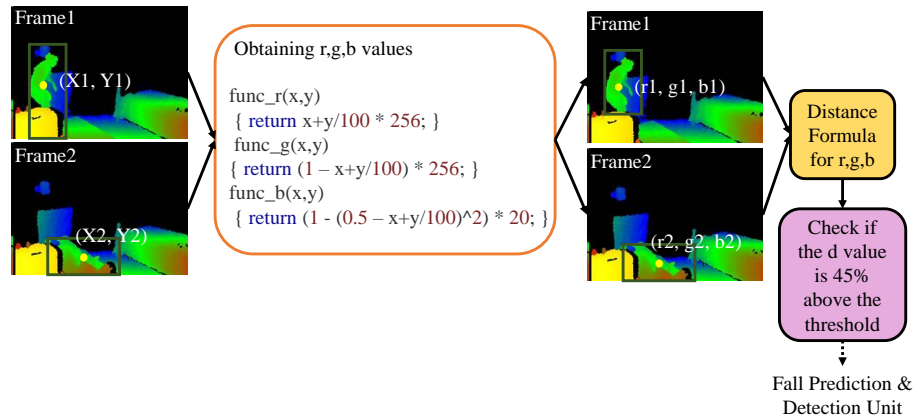 Frame1
(X1, Y1)
Frame2
(X2, Y2)
Obtaining r,g,b values
func_r(x,y)
{ return x+y/100 * 256; }
func_g(x,y)
{ return (1 – x+y/100) * 256; }
func_b(x,y)
{ return (1 - (0.5 – x+y/100)^2) * 20; }
Frame1
(r1, g1, b1)
Frame2
(r2, g2, b2)
Distance
Formula
for r,g,b
Check if
the d value
is 45%
above the
threshold
Fall Prediction &
Detection Unit